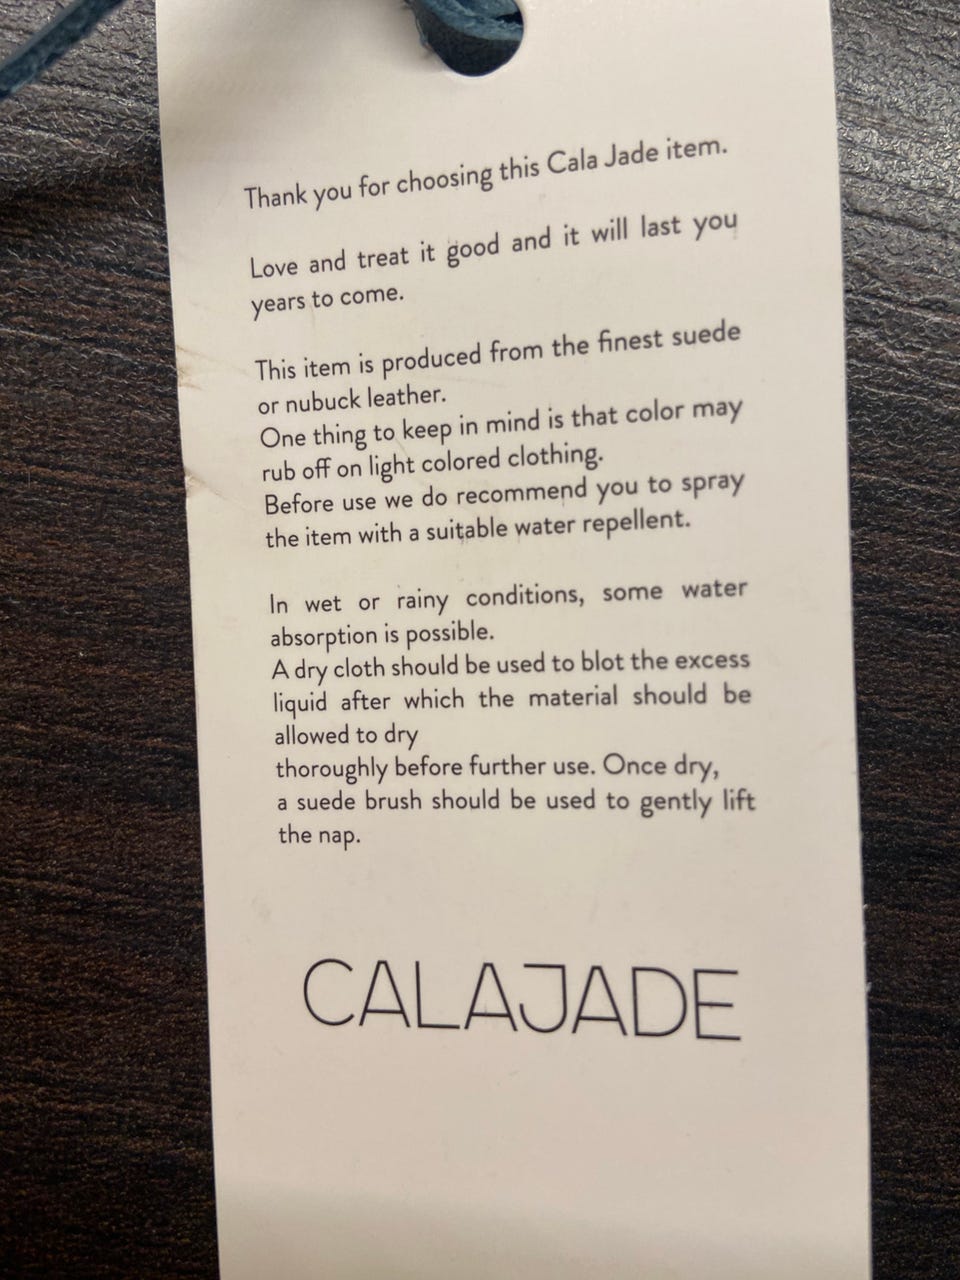 Thank you for choosing this Cala Jade item.
Love and treat it good and it will last you
years to come.
This item is produced from the finest suede
or nubuck leather.
One thing to keep in mind is that color may
rub off on light colored clothing.
Before use we do recommend you to spray
the item with a suitable water repellent.
In wet or rainy conditions, some water
absorption is possible.
A dry cloth should be used to blot the excess
liquid after which the material should be
allowed to dry
thoroughly before further use. Once dry,
a suede brush should be used to gently lift
the nap.
CALAJADE